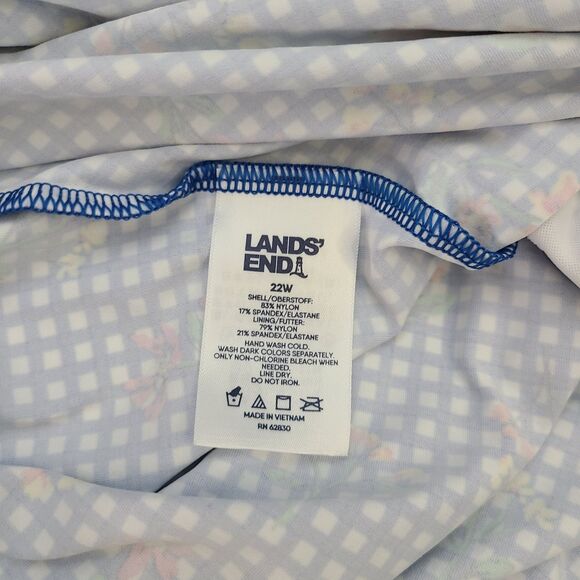 LANDS'
END
22W
SHELL/OBERSTOFF:
83% NYLON
17% SPANDEX/ELASTANE
LINING/FUTTER:
79% NYLON
21% SPANDEX/ELASTANE
HAND WASH COLD.
WASH DARK COLORS SEPARATELY.
ONLY NON-CHLORINE BLEACH WHEN
NEEDED.
LINE DRY.
DO NOT IRON.
MADE IN VIETNAM
RN 62830